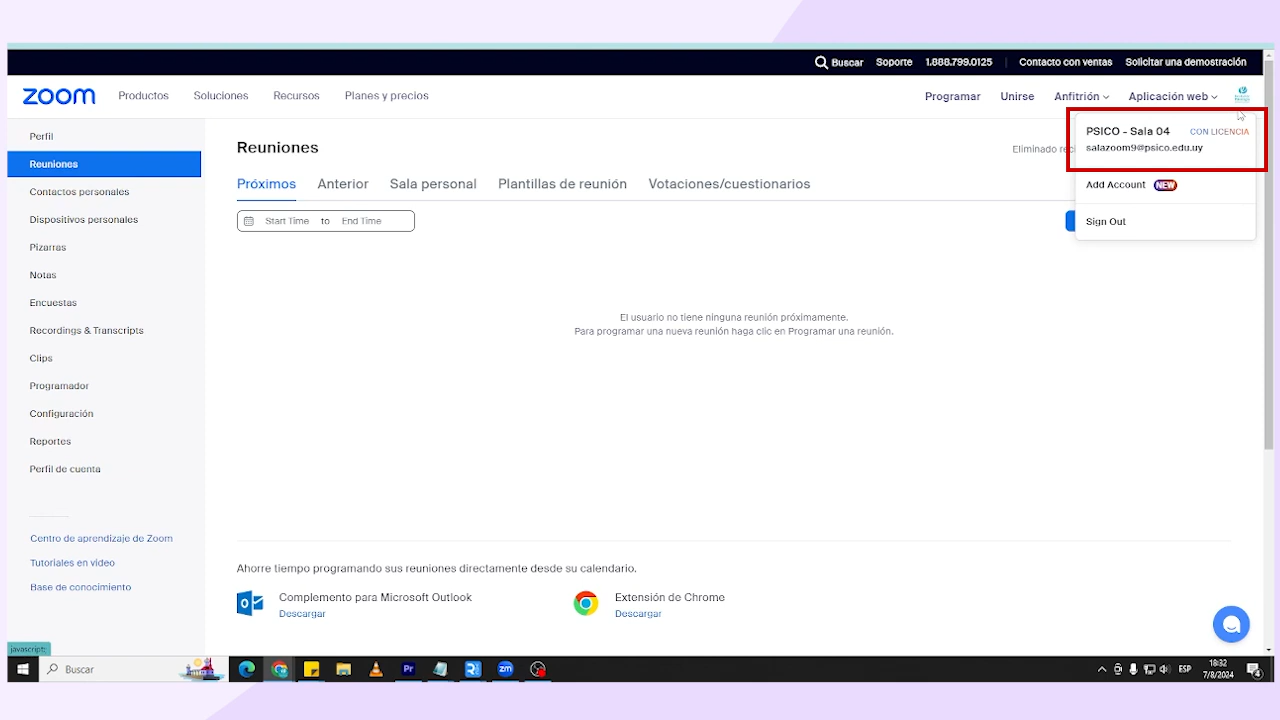 Buscar Soporte 1.888.799.0125 Contacto con ventas Solicitar una demostración
zoom Productos Soluciones Recursos Planes y precios Programar Unirse Anfitrión Aplicación web
Perfil
Reuniones
Contactos personales
Dispositivos personales
Pizarras
Notas
Encuestas
Recordings & Transcripts
Clips
Programador
Configuración
Reportes
Perfil de cuenta
Centro de aprendizaje de Zoom
Tutoriales en vídeo
Base de conocimiento
Reuniones
Eliminado
PSICO - Sala 04 CON LICENCIA
salazoom9@psico.edu.uy
Add Account NEW
Sign Out
Próximos Anterior Sala personal Plantillas de reunión Votaciones/cuestionarios
Start Time to End Time
El usuario no tiene ninguna reunión próximamente.
Para programar una nueva reunión haga clic en Programar una reunión.
Ahorre tiempo programando sus reuniones directamente desde su calendario.
Complemento para Microsoft Outlook
Descargar
Extensión de Chrome
Descargar
javascript:
Buscar
Pr
zm
ESP
18:32
7/8/2024
4